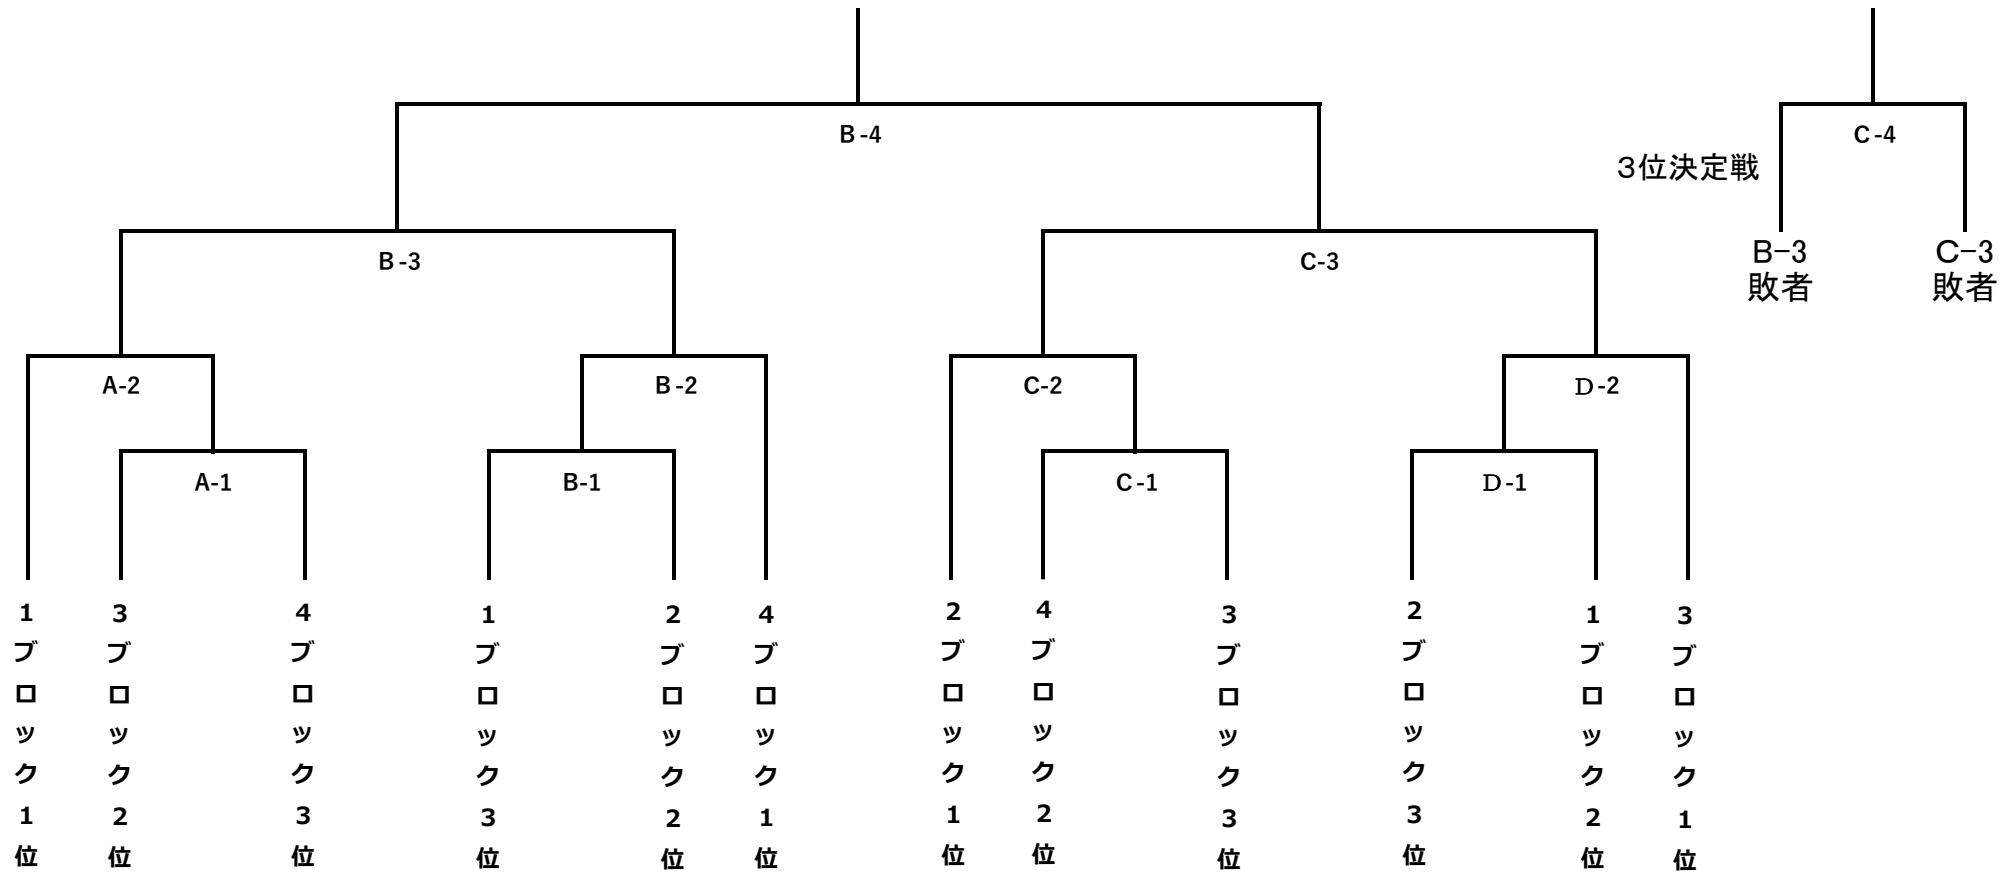 B-4
C-4
３位決定戦
B-3
C-3
B−3
敗者
C−3
敗者
A-2
B-2
C-2
D-2
A-1
B-1
C-1
D-1
1ブロック1位
3ブロック2位
4ブロック3位
1ブロック3位
2ブロック2位
4ブロック1位
2ブロック1位
4ブロック2位
3ブロック3位
2ブロック3位
1ブロック2位
3ブロック1位